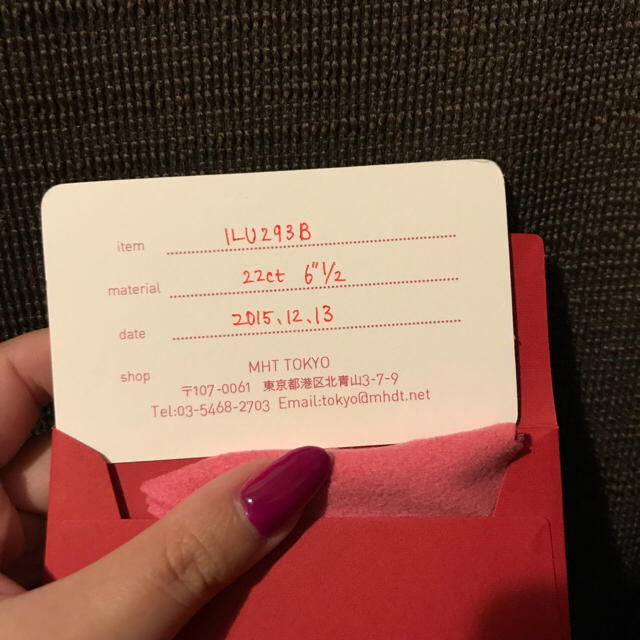 item 1LU293B
material 22ct 6"1/2
date 2015.12.13
shop MHT TOKYO
〒107-0061 東京都港区北青山3-7-9
Tel:03-5468-2703 Email:tokyo@mhdt.net